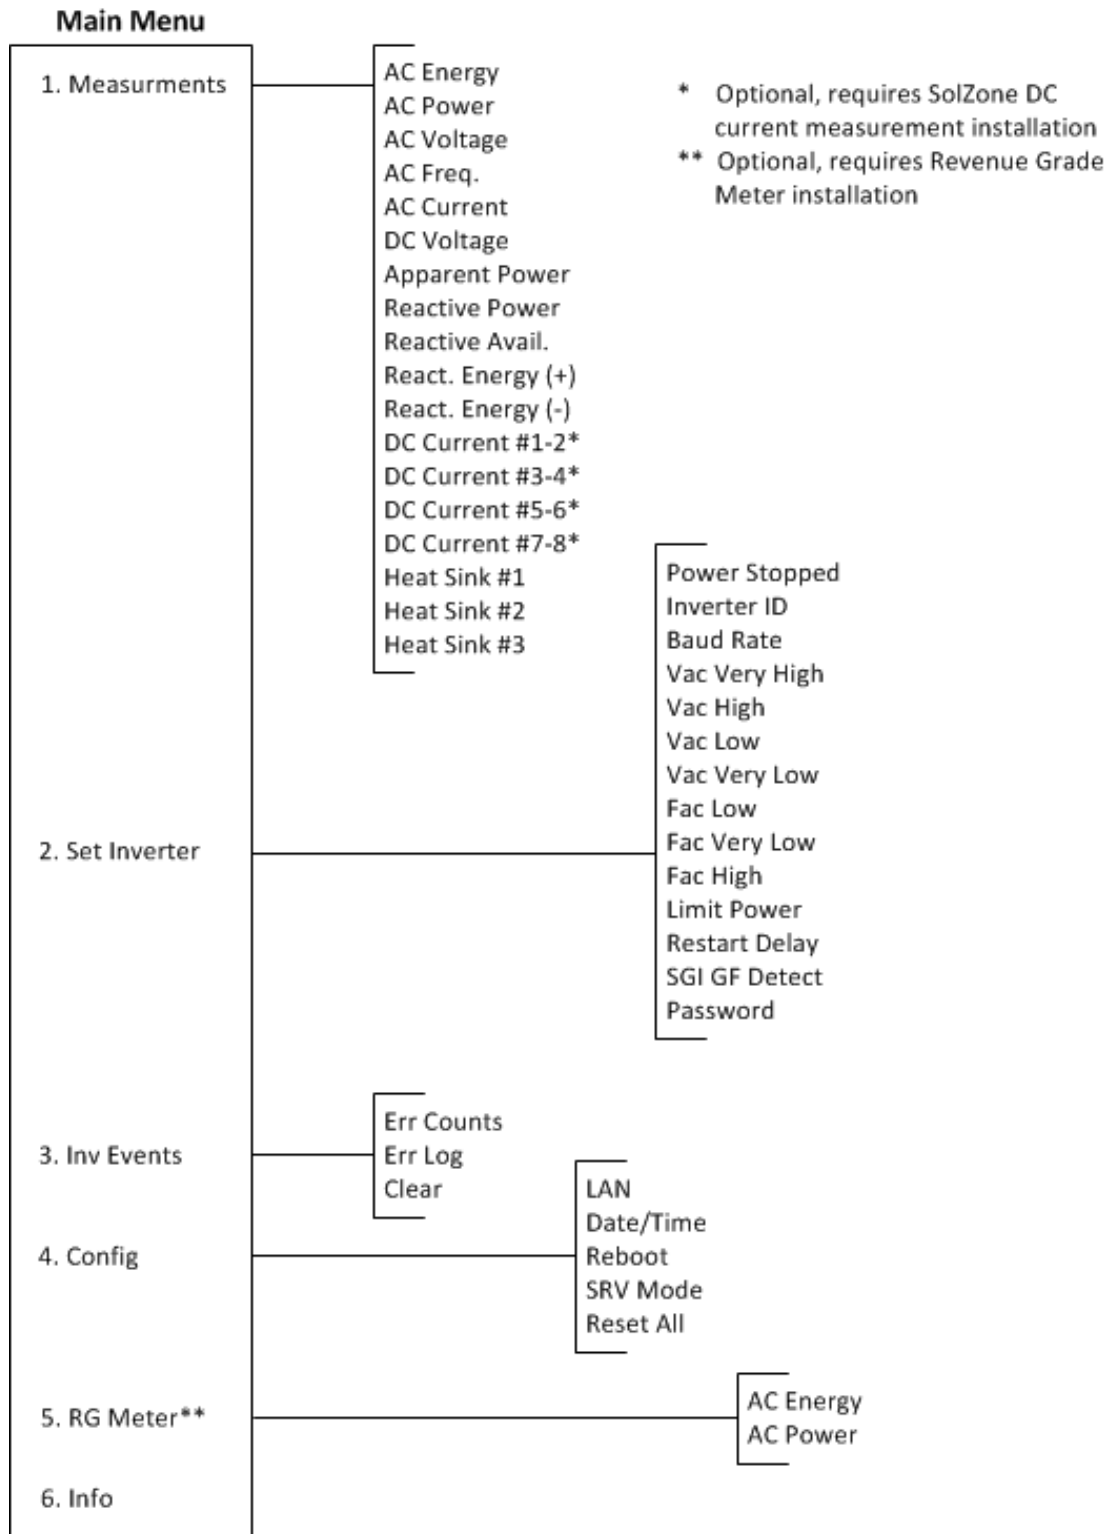 Main Menu
1. Measurments
AC Energy
AC Power
AC Voltage
AC Freq.
AC Current
DC Voltage
Apparent Power
Reactive Power
Reactive Avail.
React. Energy (+)
React. Energy (-)
DC Current #1-2*
DC Current #3-4*
DC Current #5-6*
DC Current #7-8*
Heat Sink #1
Heat Sink #2
Heat Sink #3
* Optional, requires SolZone DC
current measurement installation
** Optional, requires Revenue Grade
Meter installation
2. Set Inverter
Power Stopped
Inverter ID
Baud Rate
Vac Very High
Vac High
Vac Low
Vac Very Low
Fac Low
Fac Very Low
Fac High
Limit Power
Restart Delay
SGI GF Detect
Password
3. Inv Events
Err Counts
Err Log
Clear
4. Config
LAN
Date/Time
Reboot
SRV Mode
Reset All
5. RG Meter**
AC Energy
AC Power
6. Info